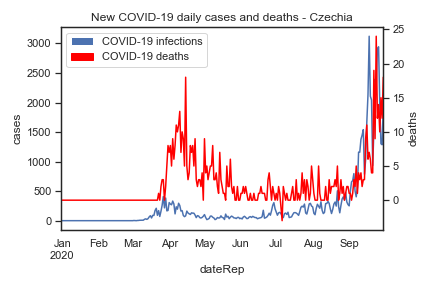 New COVID-19 daily cases and deaths - Czechia
COVID-19 infections
COVID-19 deaths
cases
3000
2500
2000
1500
1000
500
0
deaths
25
20
15
10
5
0
Jan Feb Mar Apr May Jun Jul Aug Sep
2020
dateRep